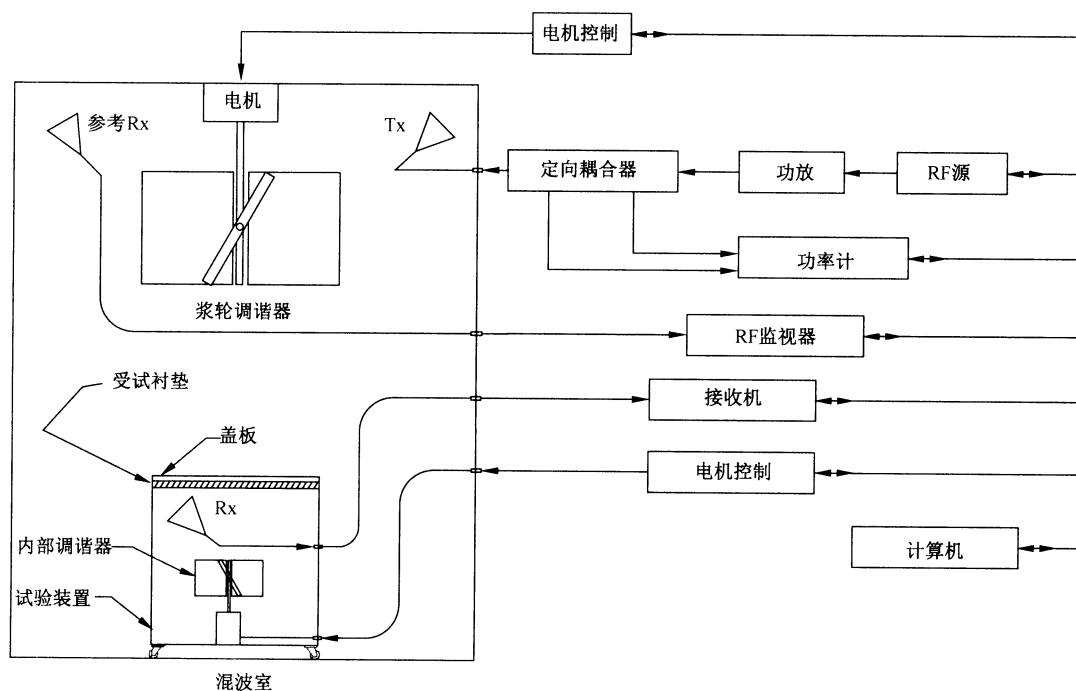 电机控制
电机
参考Rx
Tx
定向耦合器
功放
RF源
功率计
浆轮调谐器
RF监视器
受试衬垫
接收机
盖板
电机控制
Rx
内部调谐器
计算机
试验装置
混波室